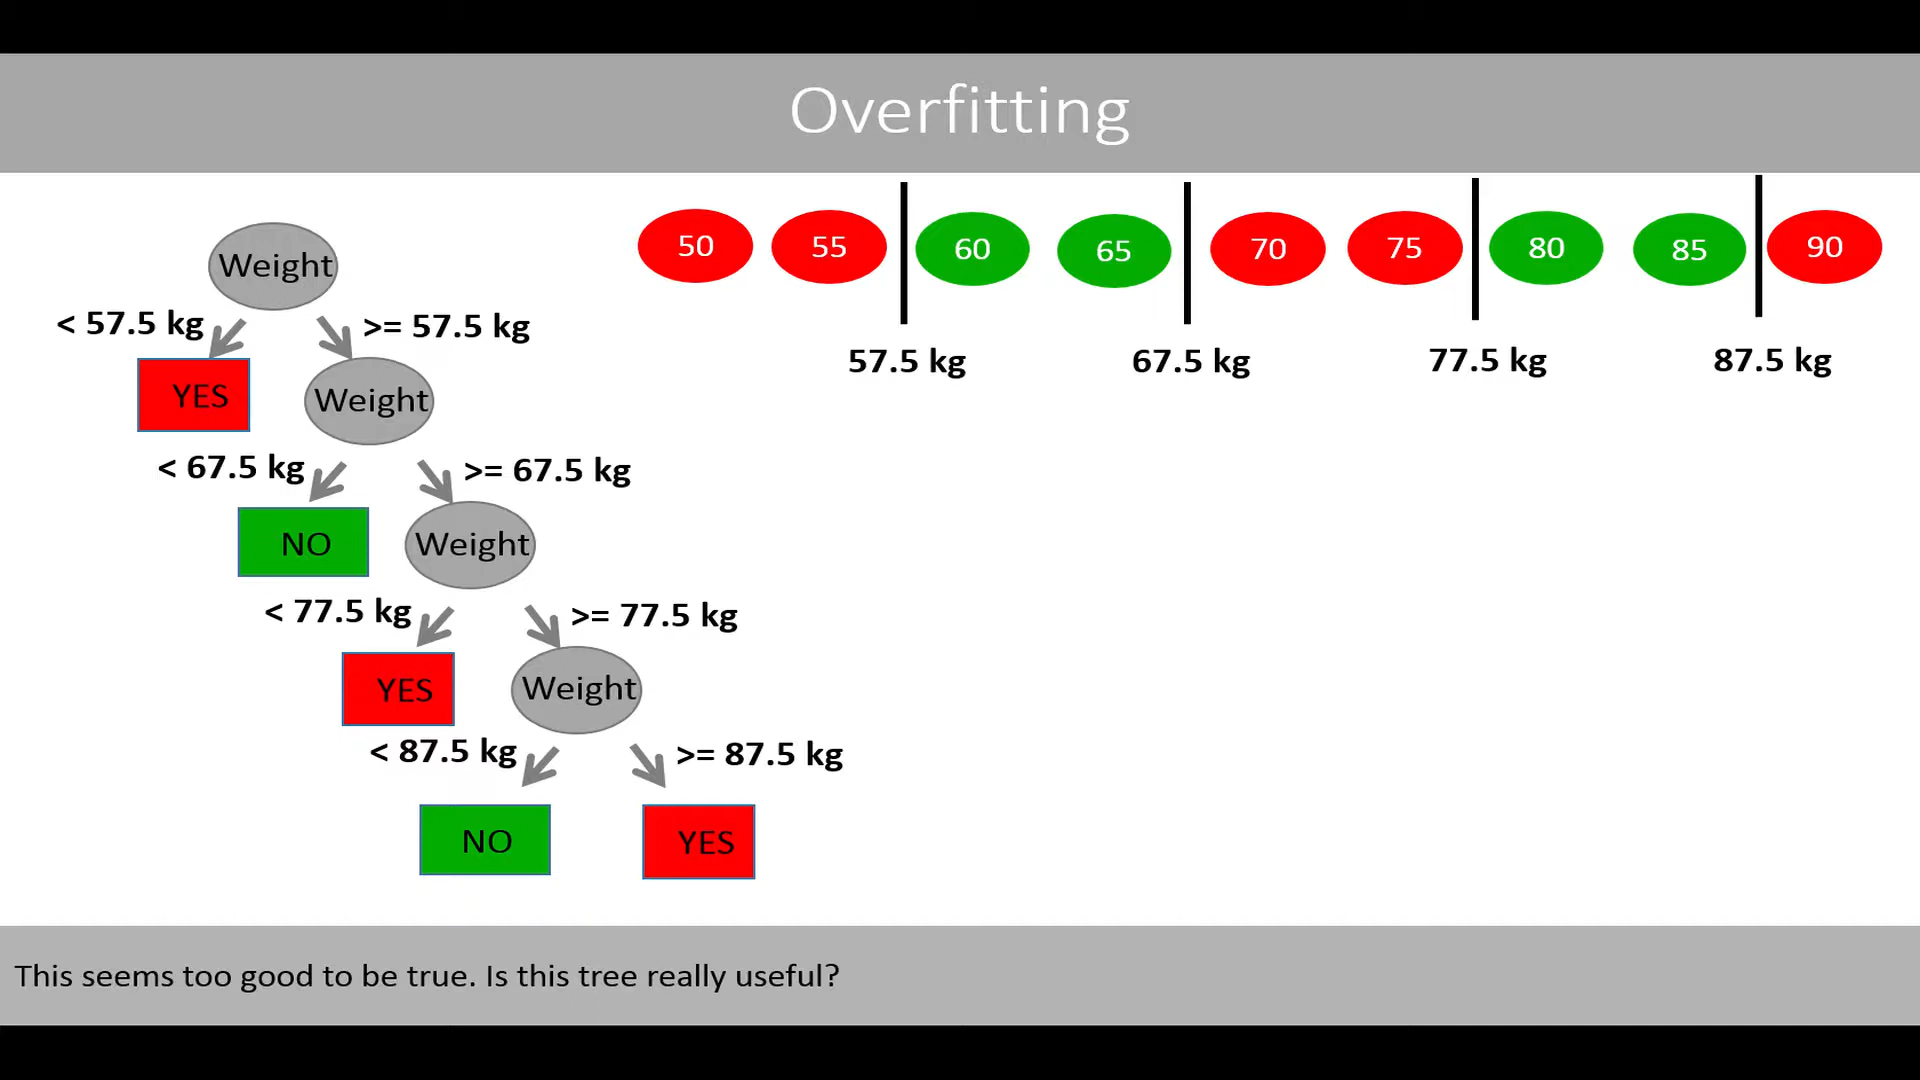 Overfitting
50 55 60 65 70 75 80 85 90
57.5 kg 67.5 kg 77.5 kg 87.5 kg
Weight
< 57.5 kg >= 57.5 kg
YES Weight
< 67.5 kg >= 67.5 kg
NO Weight
< 77.5 kg >= 77.5 kg
YES Weight
< 87.5 kg >= 87.5 kg
NO YES
This seems too good to be true. Is this tree really useful?